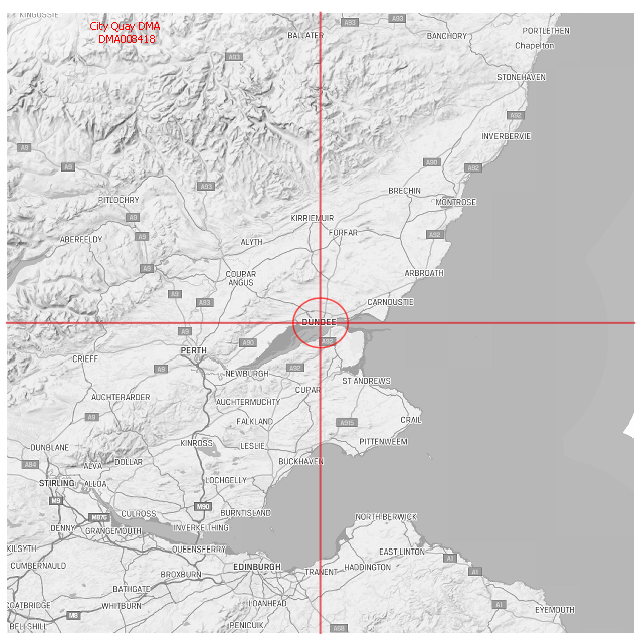 KINGUSSIE
City Quay DMA
DMA008418
A93
A93
BALLATER
BANCHORY
PORTLETHEN
Chapelton
A93
STONEHAVEN
A92
INVERBERVIE
A9
A9
A90
A92
A93
BRECHIN
PITLOCHRY
MONTROSE
A9
KIRRIEMUIR
A9
FORFAR
A92
ABERFELDY
ALYTH
A9
COUPAR
ANGUS
ARBROATH
A9
A93
CARNOUSTIE
DUNDEE
A9
A90
A92
PERTH
CRIEFF
A9
A92
NEWBURGH
ST ANDREWS
CUPAR
AUCHTERARDER
AUCHTERMUCHTY
A9
FALKLAND
A915
CRAIL
KINROSS
LESLIE
PITTENWEEM
DUNBLANE
BUCKHAVEN
A84
ALVA
DOLLAR
STIRLING
ALLOA
LOCHGELLY
M9
M90
CULROSS
BURNTISLAND
NORTH BERWICK
M876
DENNY
GRANGEMOUTH
INVERKEITHING
KILSYTH
QUEENSFERRY
EAST LINTON
A1
CUMBERNAULD
BROXBURN
EDINBURGH
TRANENT
HADDINGTON
A1
BATHGATE
COATBRIDGE
WHITBURN
LOANHEAD
A1
EYEMOUTH
M8
BELLSHILL
PENICUIK
A68